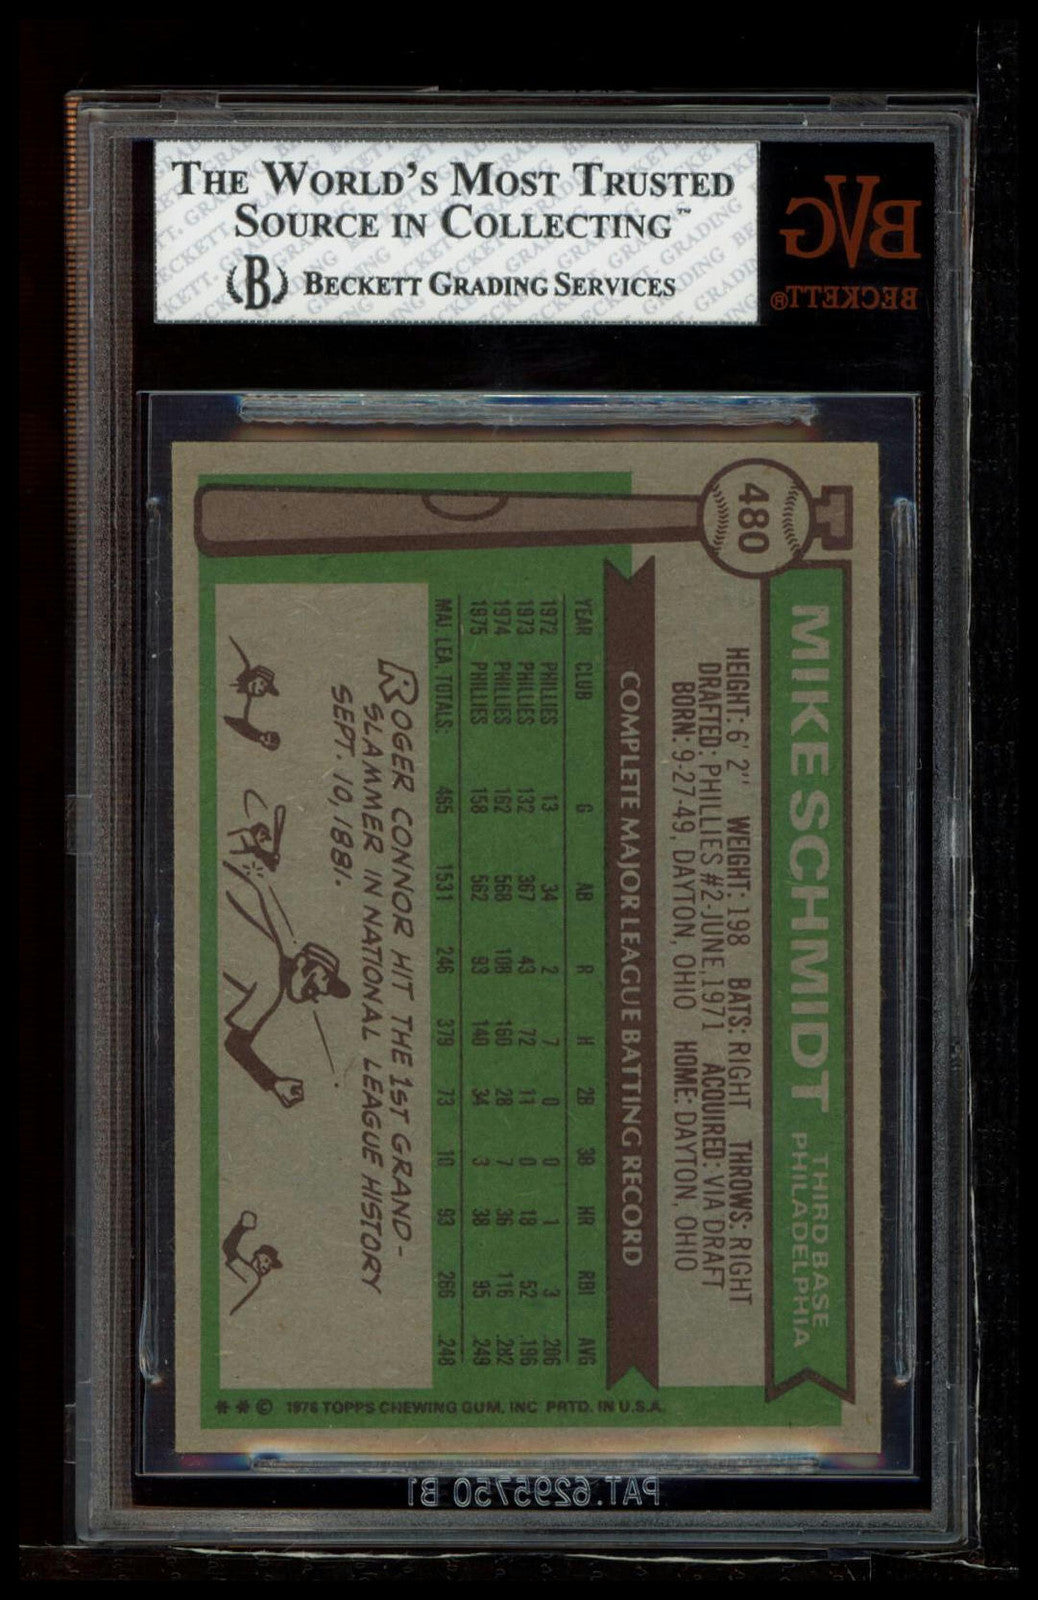 THE WORLD'S MOST TRUSTED
SOURCE IN COLLECTING™
(B) BECKETT GRADING SERVICES
BVG
BECKETT®
480
MIKE SCHMIDT
THIRD BASE
PHILADELPHIA
HEIGHT: 6' 2" WEIGHT: 198 BATS: RIGHT THROWS: RIGHT
DRAFTED: PHILLIES #2-JUNE, 1971 ACQUIRED: VIA DRAFT
BORN: 9-27-49, DAYTON, OHIO HOME: DAYTON, OHIO
COMPLETE MAJOR LEAGUE BATTING RECORD
YEAR CLUB G AB R H 2B 3B HR RBI AVG
1972 PHILLIES 13 34 2 7 0 0 1 3 .206
1973 PHILLIES 132 367 43 72 11 0 18 52 .196
1974 PHILLIES 162 568 108 160 28 7 36 116 .282
1975 PHILLIES 158 562 93 140 34 3 38 95 .249
MAJ. LEA. TOTALS: 465 1531 246 379 73 10 93 266 .248
ROGER CONNOR HIT THE 1ST GRAND-
SLAMMER IN NATIONAL LEAGUE HISTORY
SEPT. 10, 1881.
** © 1976 TOPPS CHEWING GUM, INC PRTD. IN U.S.A.
PAT.6295750 B1